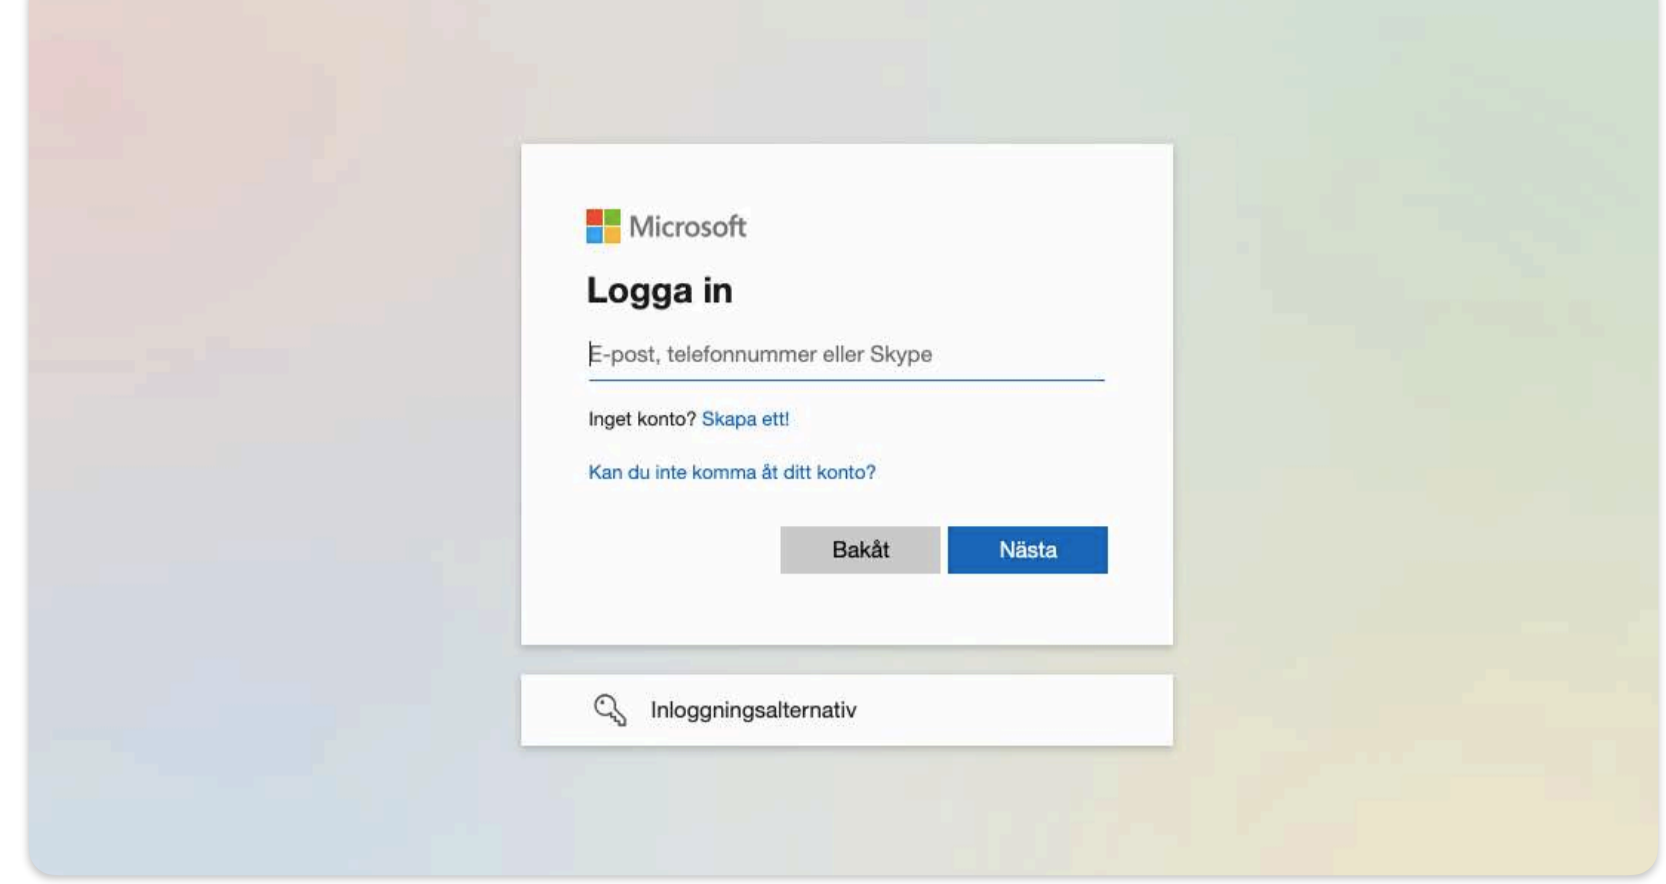 Microsoft
Logga in
E-post, telefonnummer eller Skype
Inget konto? Skapa ett!
Kan du inte komma åt ditt konto?
Bakåt Nästa
Inloggningsalternativ